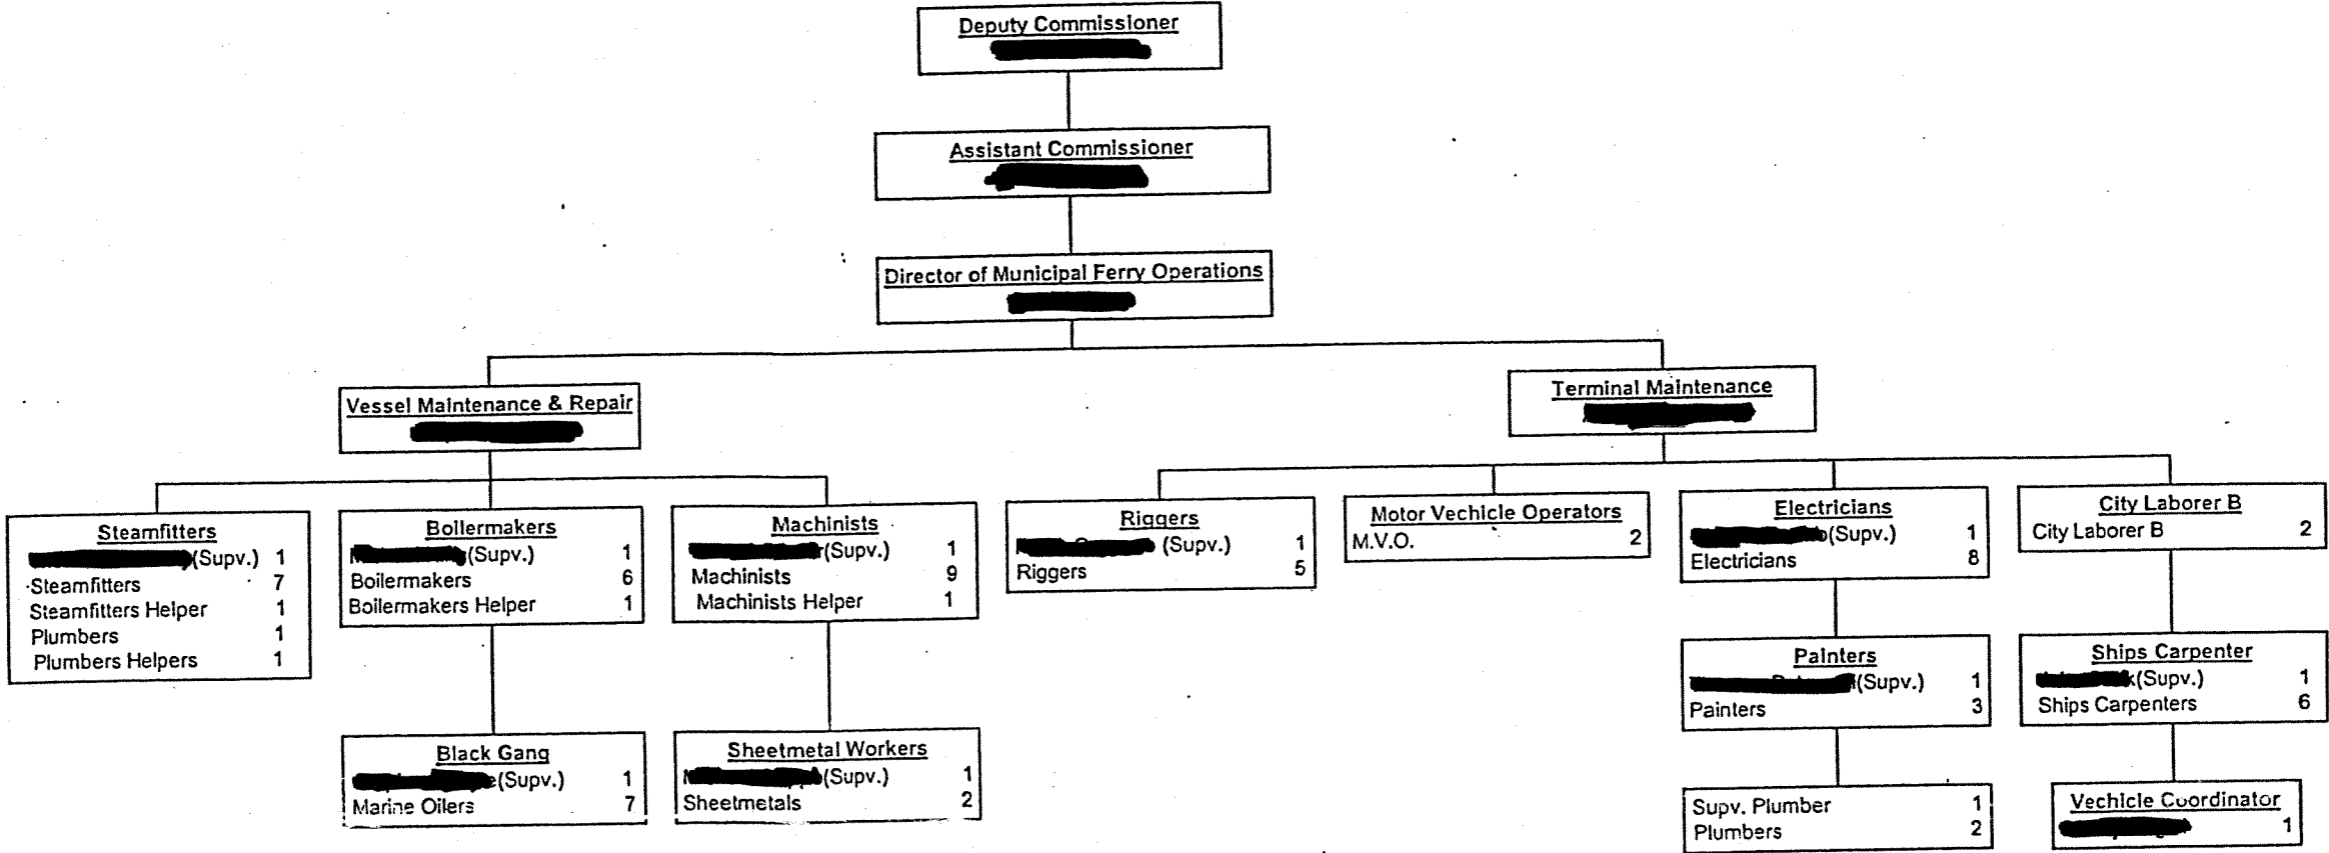 Deputy Commissioner
Assistant Commissioner
Director of Municipal Ferry Operations
Vessel Maintenance & Repair
Terminal Maintenance
Steamfitters
(Supv.) 1
Steamfitters 7
Steamfitters Helper 1
Plumbers 1
Plumbers Helpers 1
Boilermakers
(Supv.) 1
Boilermakers 6
Boilermakers Helper 1
Machinists
(Supv.) 1
Machinists 9
Machinists Helper 1
Riggers
(Supv.) 1
Riggers 5
Motor Vechicle Operators
M.V.O. 2
Electricians
(Supv.) 1
Electricians 8
City Laborer B
City Laborer B 2
Painters
(Supv.) 1
Painters 3
Ships Carpenter
(Supv.) 1
Ships Carpenters 6
Black Gang
(Supv.) 1
Marine Oilers 7
Sheetmetal Workers
(Supv.) 1
Sheetmetals 2
Supv. Plumber 1
Plumbers 2
Vechicle Coordinator
1